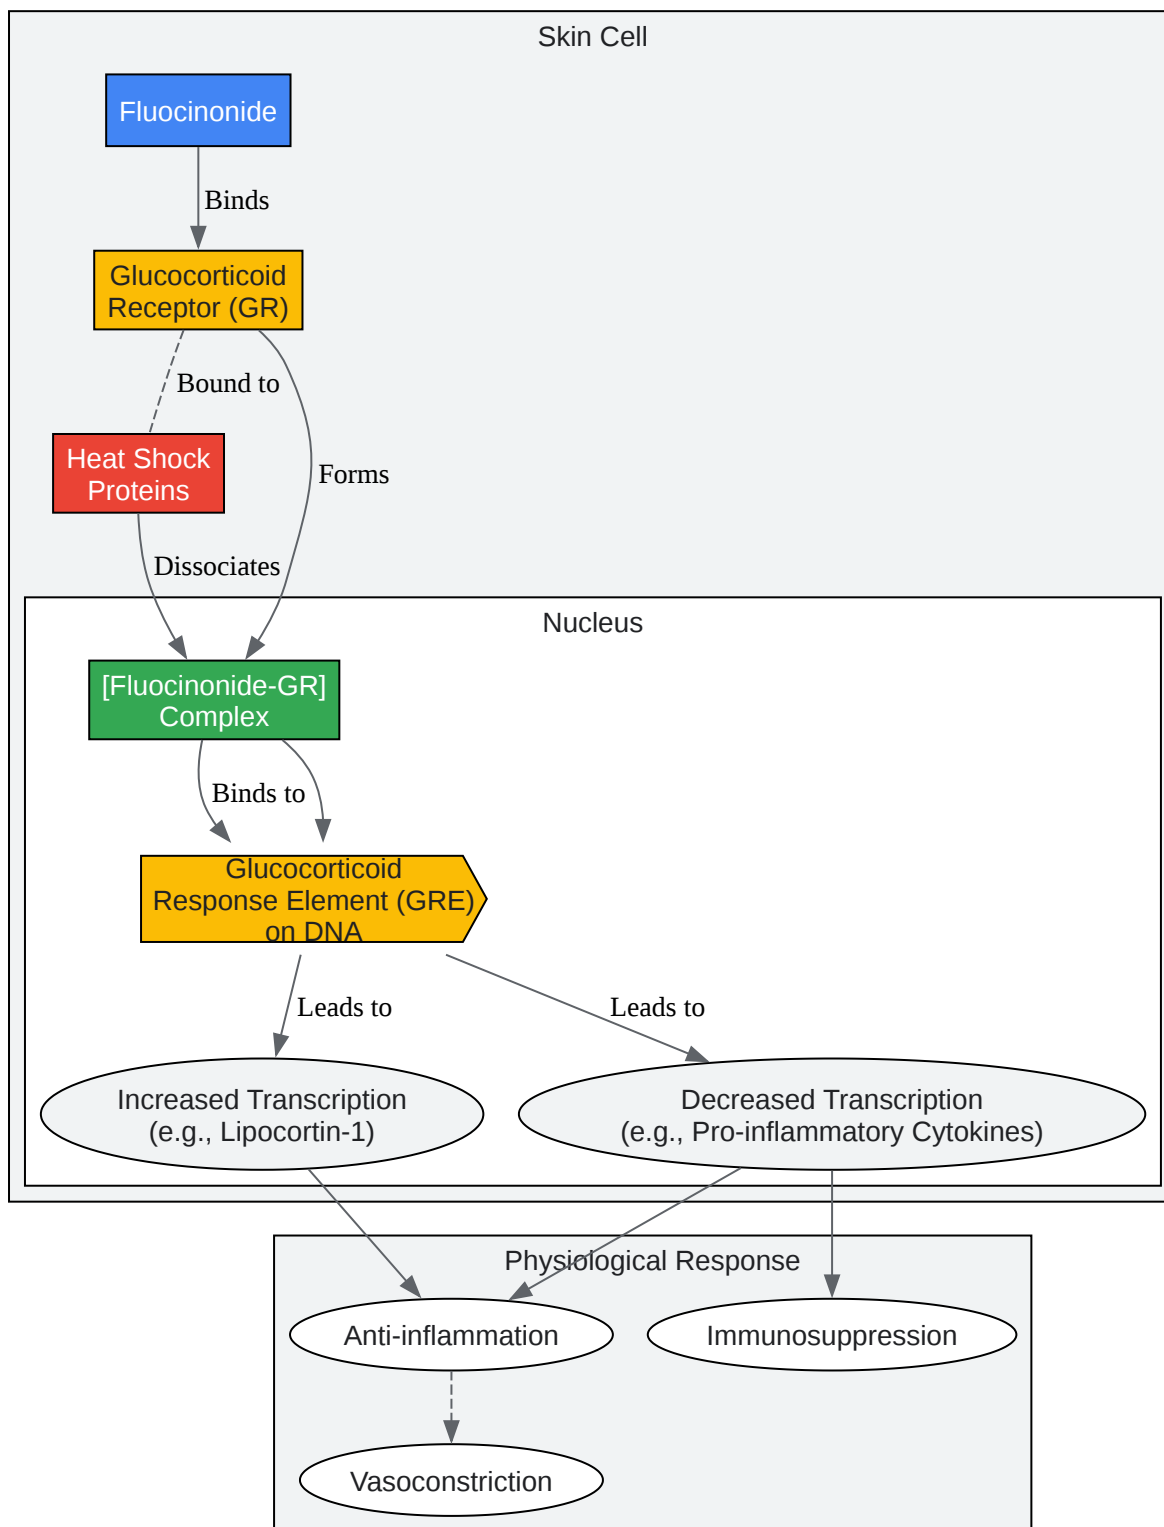 Skin Cell
Fluocinonide
Binds
Glucocorticoid
Receptor (GR)
Bound to
Heat Shock
Proteins
Forms
Dissociates
Nucleus
[Fluocinonide-GR]
Complex
Binds to
Glucocorticoid
Response Element (GRE)
on DNA
Leads to
Leads to
Increased Transcription
(e.g., Lipocortin-1)
Decreased Transcription
(e.g., Pro-inflammatory Cytokines)
Physiological Response
Anti-inflammation
Immunosuppression
Vasoconstriction